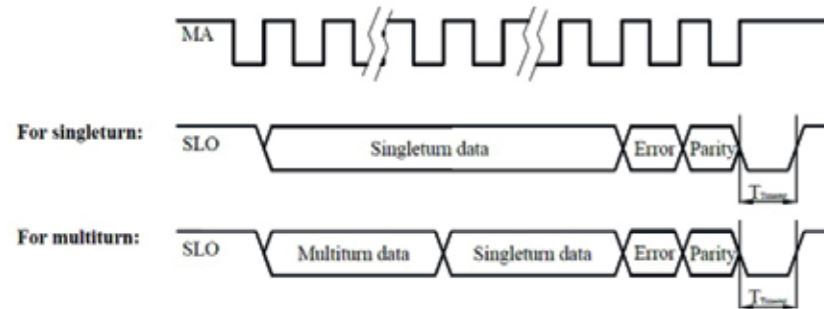 MA
For singleturn:
SLO
Singleturn data
Error
Parity
For multiturn:
SLO
Multiturn data
Singleturn data
Error
Parity